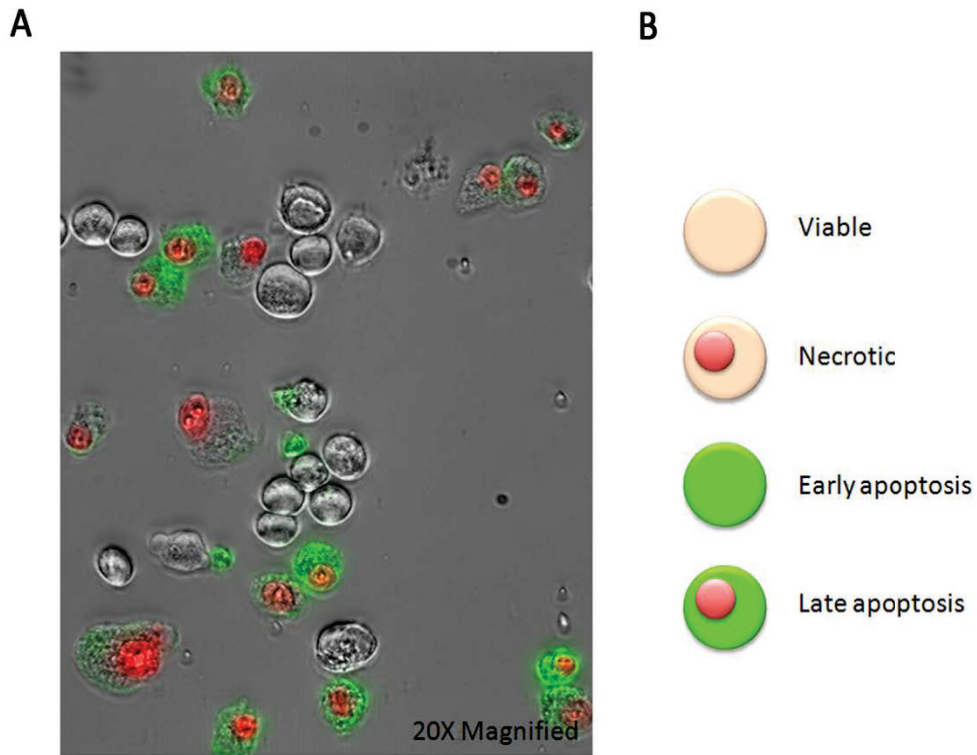 A
B
Viable
Necrotic
Early apoptosis
Late apoptosis
20X Magnified